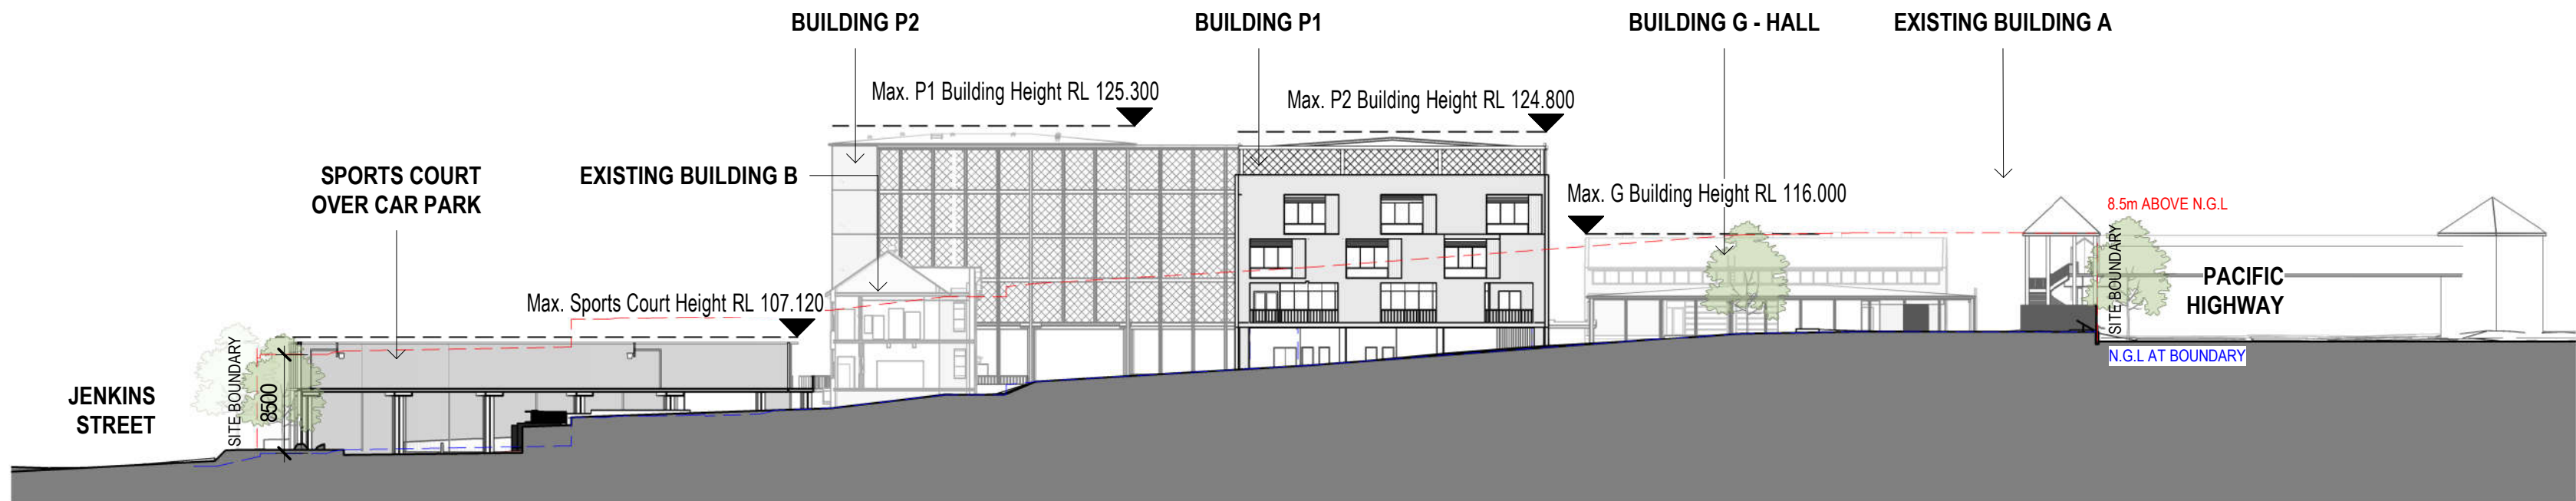 BUILDING P2
BUILDING P1
BUILDING G - HALL
EXISTING BUILDING A
Max. P1 Building Height RL 125.300
Max. P2 Building Height RL 124.800
SPORTS COURT
OVER CAR PARK
EXISTING BUILDING B
Max. G Building Height RL 116.000
8.5m ABOVE N.G.L
Max. Sports Court Height RL 107.120
SITE BOUNDARY
PACIFIC
HIGHWAY
N.G.L AT BOUNDARY
JENKINS
STREET
SITE BOUNDARY
8500